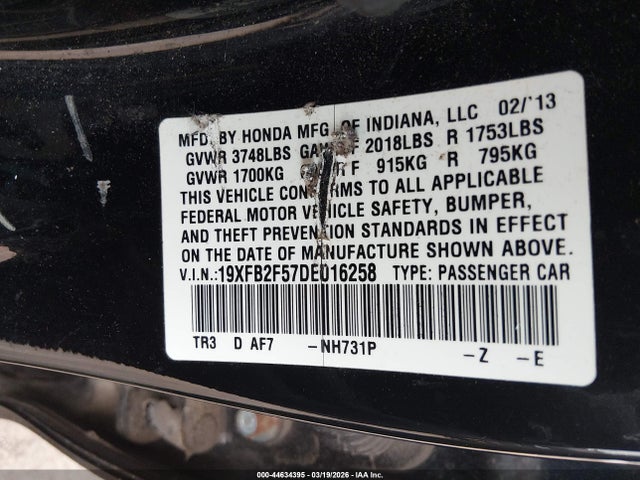 MFD. BY HONDA MFG. OF INDIANA, LLC 02/'13
GVWR 3748LBS GAWR F 2018LBS R 1753LBS
GVWR 1700KG R F 915KG R 795KG
THIS VEHICLE CONFORMS TO ALL APPLICABLE
FEDERAL MOTOR VEHICLE SAFETY, BUMPER,
AND THEFT PREVENTION STANDARDS IN EFFECT
ON THE DATE OF MANUFACTURE SHOWN ABOVE.
V.I.N.:19XFB2F57DE016258 TYPE: PASSENGER CAR
TR3 D AF7 -NH731P -Z -E
000-44634395 | 03/19/2026 | IAA Inc.